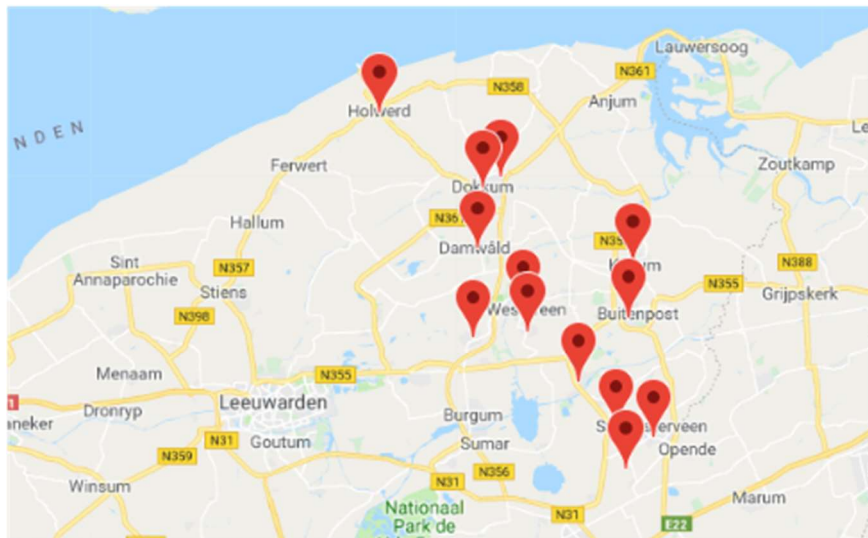 Lauwersoog
N361
N358
Anjum
Holwerd
NDEN
Ferwert
Zoutkamp
Dokkum
N361
Hallum
Damwâld
N388
Sint
Annaparochie
N357
Stiens
N355
Grijpskerk
N398
Buitenpost
N355
Menaam
Leeuwarden
Dronryp
Burgum
N31
Goutum
Sumar
Opende
N359
N356
N31
Winsum
Nationaal
Park de
N31
Marum
E22